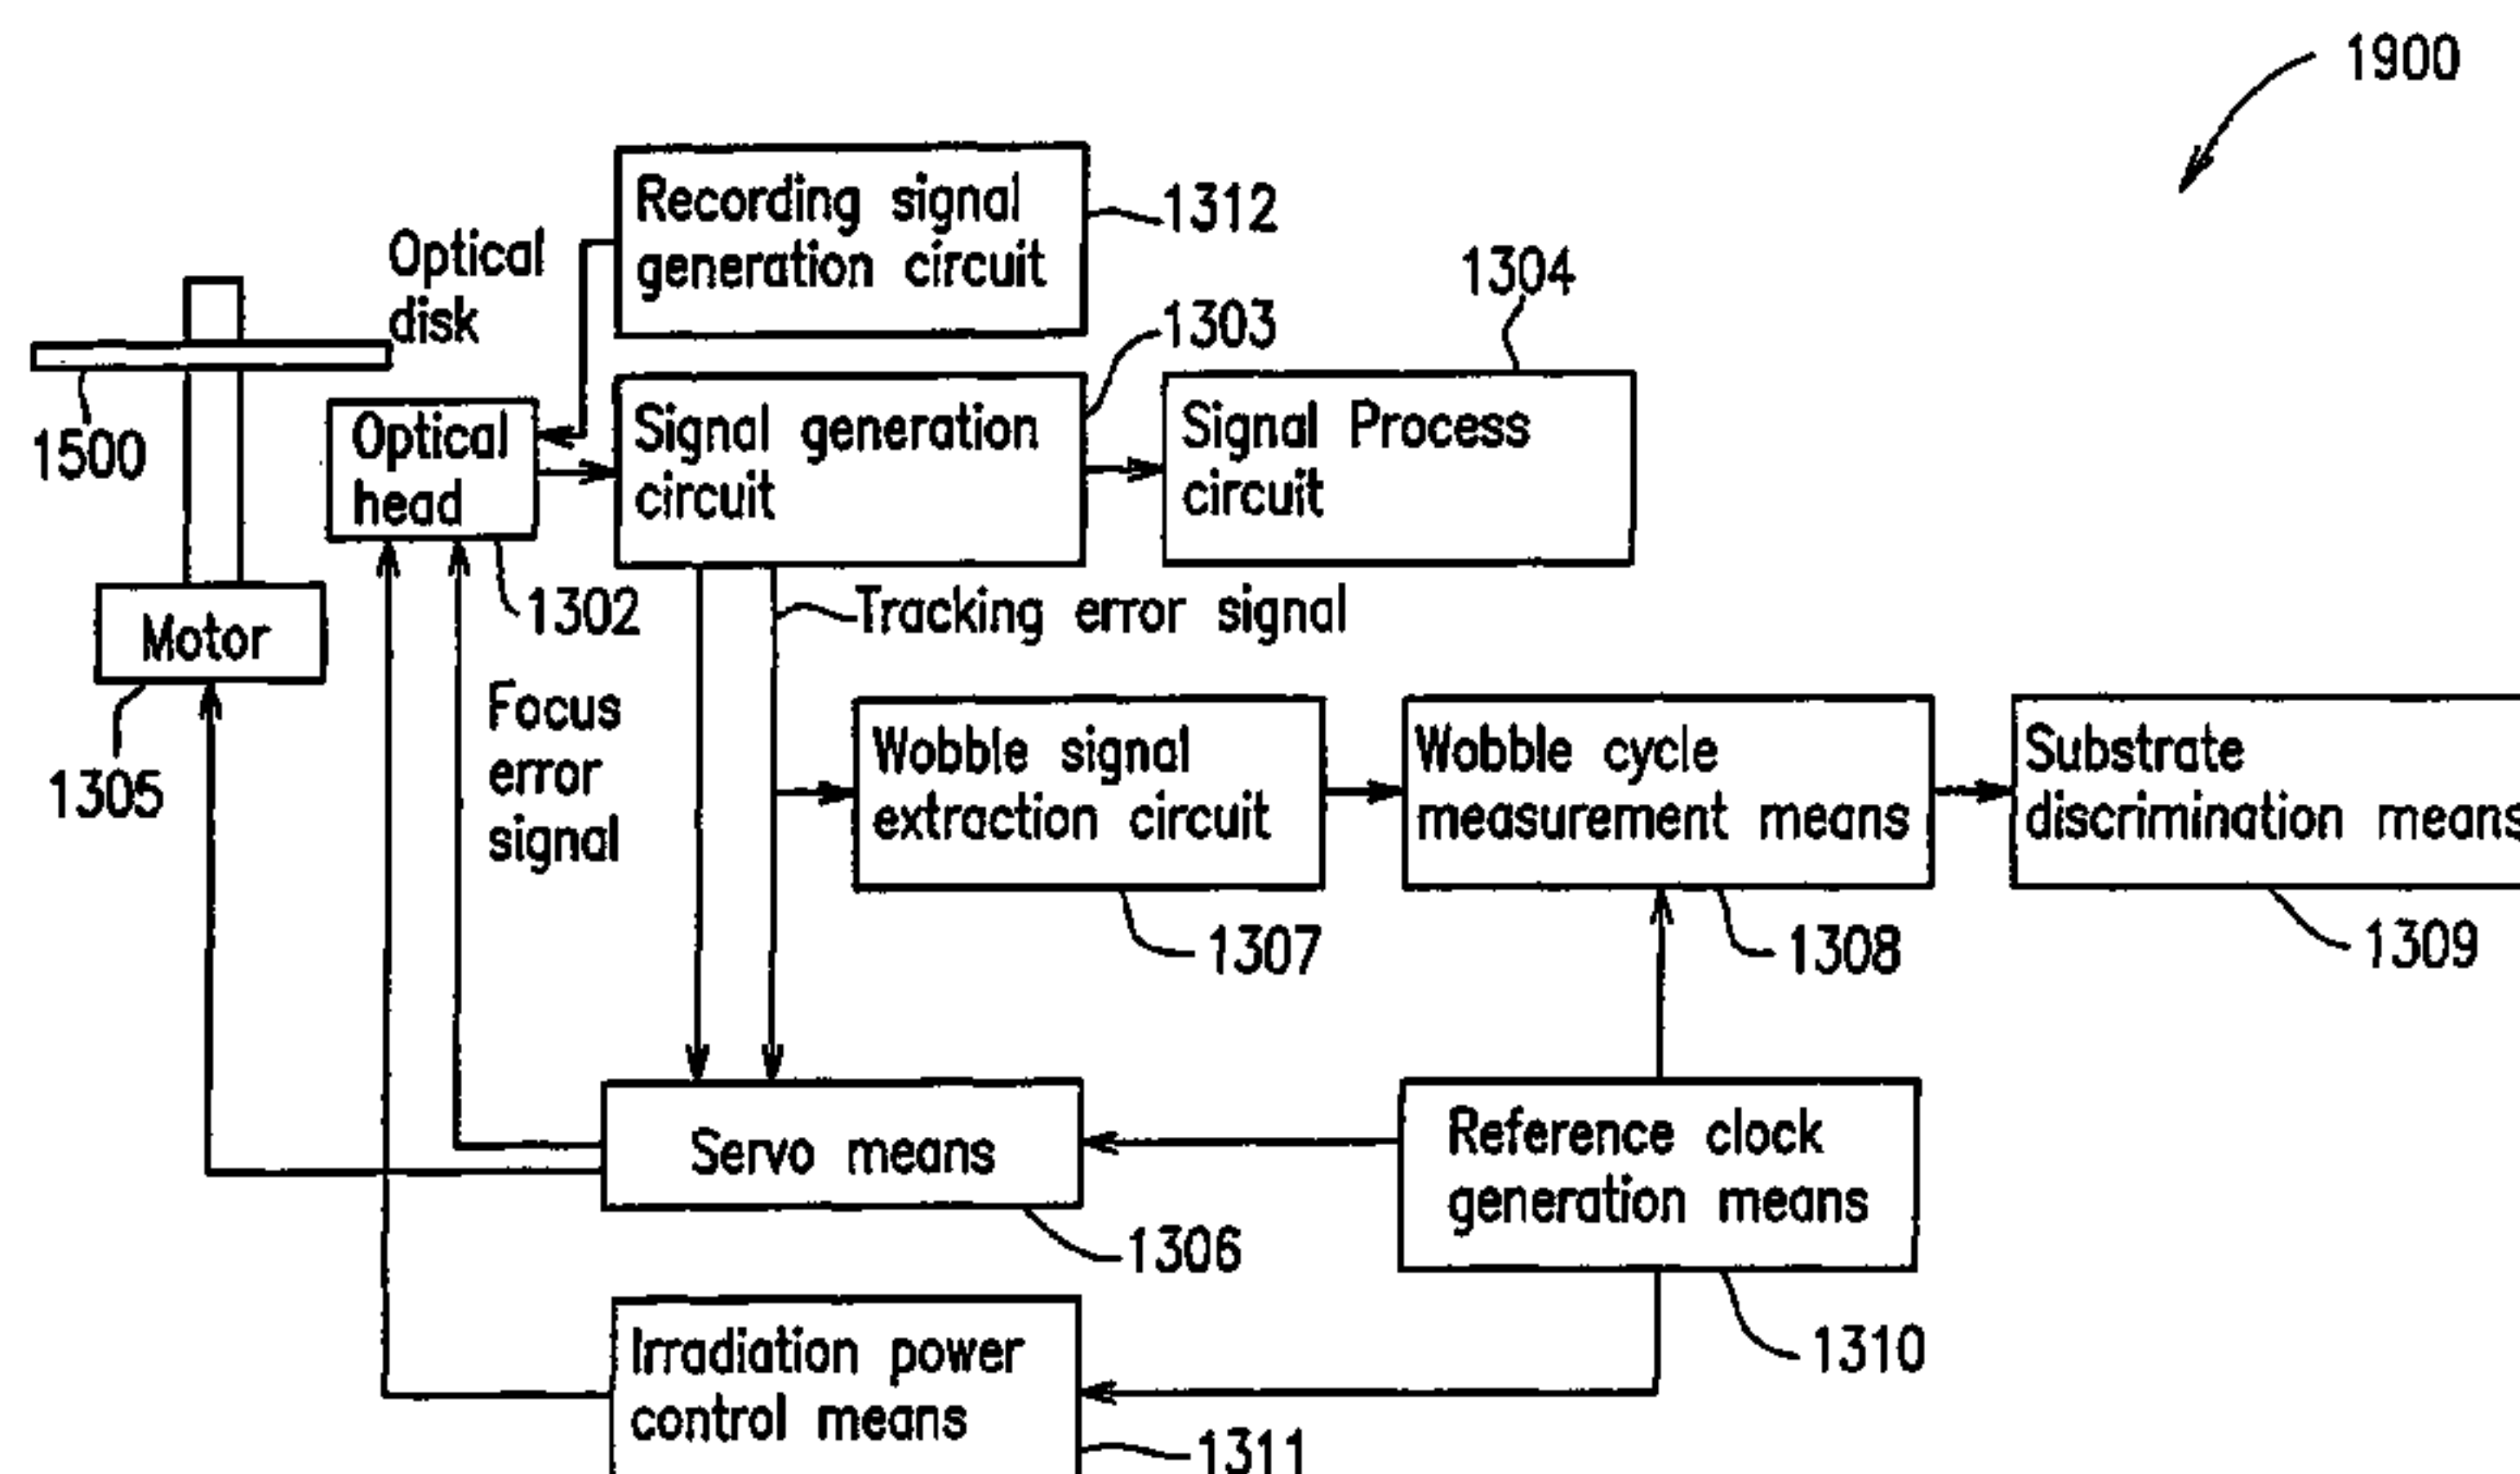 1900
Recording signal
generation circuit
1312
Optical
disk
1304
1303
1500
Optical
head
Signal generation
circuit
Signal Process
circuit
1302
Tracking error signal
Motor
1305
Focus
error
signal
Wobble signal
extraction circuit
Wobble cycle
measurement means
Substrate
discrimination means
1307
1308
1309
Servo means
1306
Reference clock
generation means
1310
Irradiation power
control means
1311